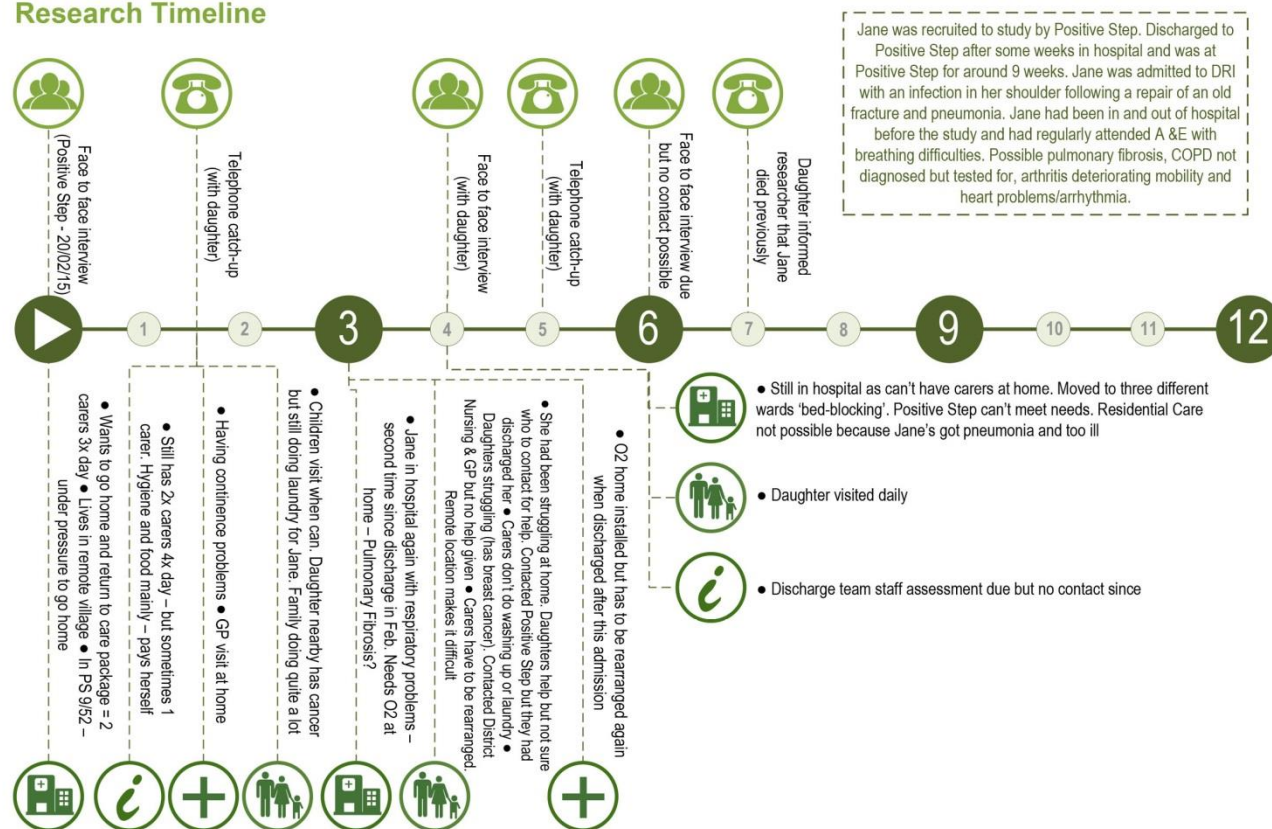 Research Timeline
Jane was recruited to study by Positive Step. Discharged to
Positive Step after some weeks in hospital and was at
Positive Step for around 9 weeks. Jane was admitted to DRI
with an infection in her shoulder following a repair of an old
fracture and pneumonia. Jane had been in and out of hospital
before the study and had regularly attended A &E with
breathing difficulties. Possible pulmonary fibrosis, COPD not
diagnosed but tested for, arthritis deteriorating mobility and
heart problems/arrhythmia.
Face to face interview
(Positive Step - 20/02/15)
Telephone catch-up
(with daughter)
Face to face interview
(with daughter)
Telephone catch-up
(with daughter)
Face to face interview due
but no contact possible
Daughter informed
researcher that Jane
died previously
1
2
3
4
5
6
7
8
9
10
11
12
• Wants to go home and return to care package = 2
carers 3x day • Lives in remote village • In PS 9/52 –
under pressure to go home
• Still has 2x carers 4x day – but sometimes 1
carer. Hygiene and food mainly – pays herself
• Having continence problems • GP visit at home
• Children visit when can. Daughter nearby has cancer
but still doing laundry for Jane. Family doing quite a lot
• Jane in hospital again with respiratory problems –
second time since discharge in Feb. Needs O2 at
home – Pulmonary Fibrosis?
• She had been struggling at home. Daughters help but not sure
who to contact for help. Contacted Positive Step but they had
discharged her • Carers don't do washing up or laundry •
Daughters struggling (has breast cancer). Contacted District
Nursing & GP but no help given • Carers have to be rearranged.
Remote location makes it difficult
• O2 home installed but has to be rearranged again
when discharged after this admission
• Still in hospital as can't have carers at home. Moved to three different
wards 'bed-blocking'. Positive Step can't meet needs. Residential Care
not possible because Jane's got pneumonia and too ill
• Daughter visited daily
i
• Discharge team staff assessment due but no contact since
i